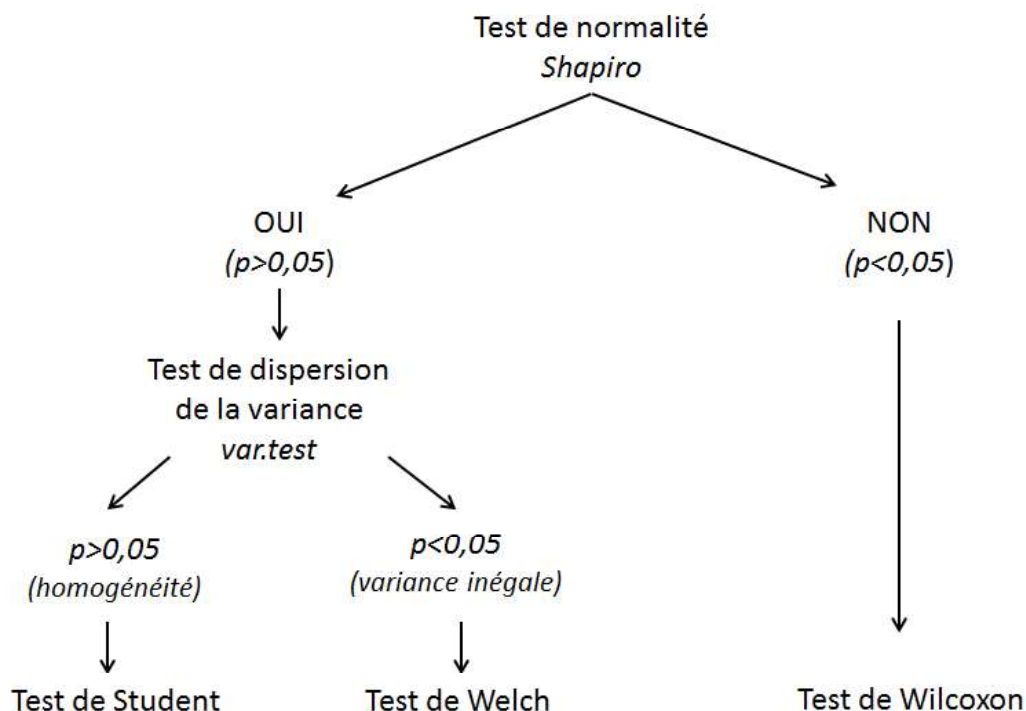 Test de normalité
Shapiro
OUI
(p>0,05)
NON
(p<0,05)
Test de dispersion
de la variance
var.test
p>0,05
(homogénéité)
p<0,05
(variance inégale)
Test de Student
Test de Welch
Test de Wilcoxon